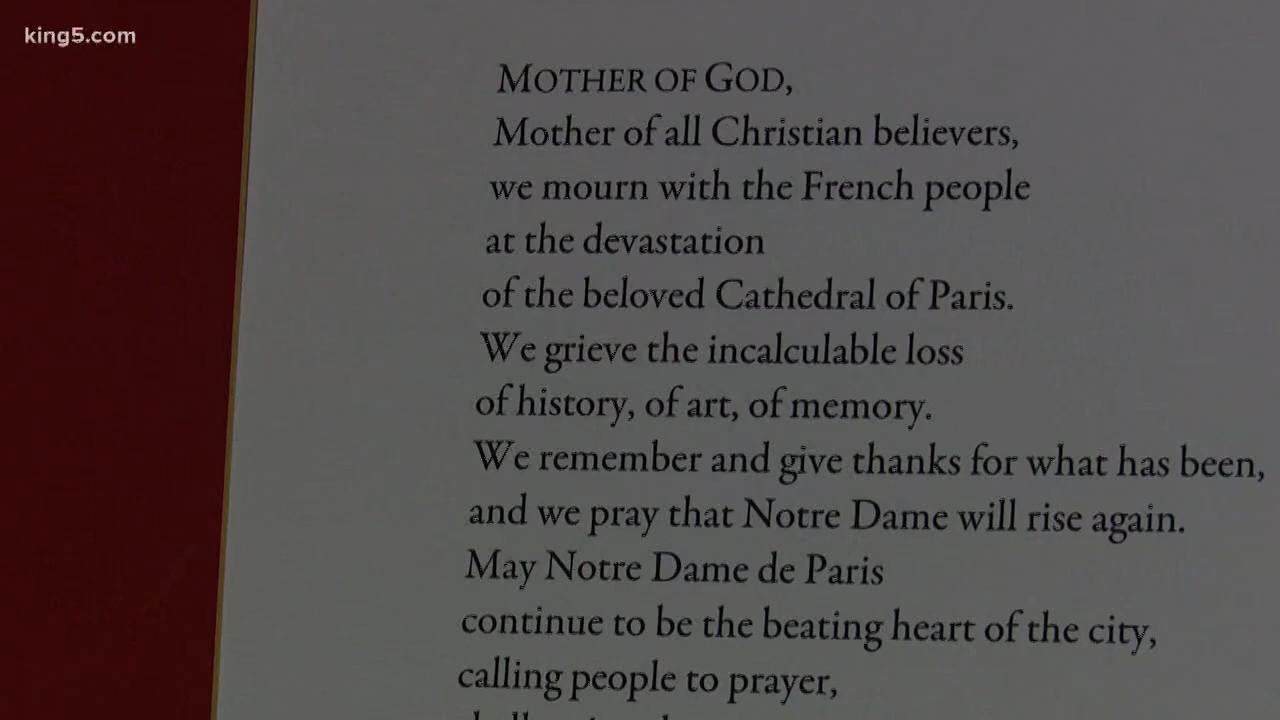 king5.com
MOTHER OF GOD,
Mother of all Christian believers,
we mourn with the French people
at the devastation
of the beloved Cathedral of Paris.
We grieve the incalculable loss
of history, of art, of memory.
We remember and give thanks for what has been,
and we pray that Notre Dame will rise again.
May Notre Dame de Paris
continue to be the beating heart of the city,
calling people to prayer,